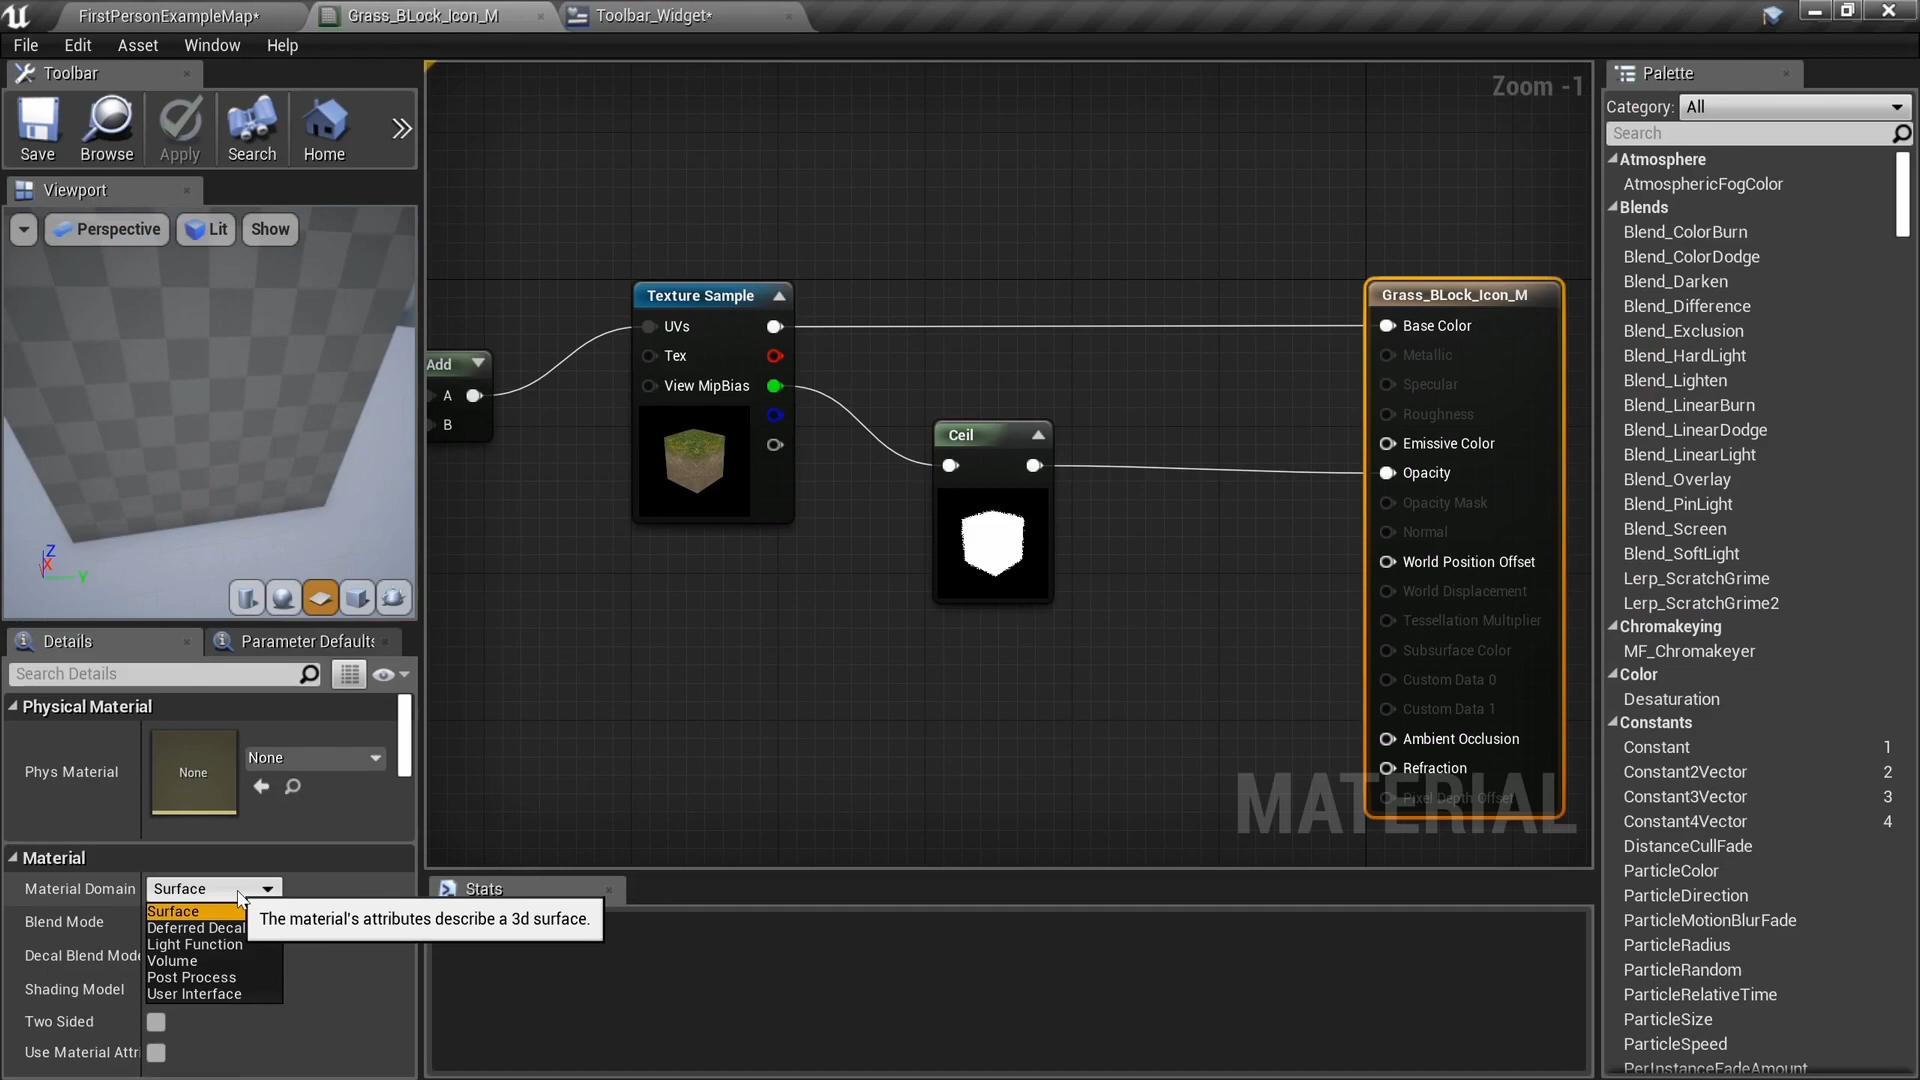 FirstPersonExampleMap*
Grass_BLock_Icon_M
Toolbar_Widget*
File
Edit
Asset
Window
Help
Toolbar
Save
Browse
Apply
Search
Home
Viewport
Perspective
Lit
Show
Z
X
Y
Details
Parameter Defaults
Search Details
Physical Material
Phys Material
None
None
Material
Material Domain
Surface
Blend Mode
Decal Blend Mode
Shading Model
Two Sided
Use Material Attri
Surface
Deferred Decal
Light Function
Volume
Post Process
User Interface
The material's attributes describe a 3d surface.
Zoom -1
Add
A
B
Texture Sample
UVs
Tex
View MipBias
Ceil
Grass_BLock_Icon_M
Base Color
Metallic
Specular
Roughness
Emissive Color
Opacity
Opacity Mask
Normal
World Position Offset
World Displacement
Tessellation Multiplier
Subsurface Color
Custom Data 0
Custom Data 1
Ambient Occlusion
Refraction
Pixel Depth Offset
MATERIAL
Stats
Palette
Category:
All
Search
Atmosphere
AtmosphericFogColor
Blends
Blend_ColorBurn
Blend_ColorDodge
Blend_Darken
Blend_Difference
Blend_Exclusion
Blend_HardLight
Blend_Lighten
Blend_LinearBurn
Blend_LinearDodge
Blend_LinearLight
Blend_Overlay
Blend_PinLight
Blend_Screen
Blend_SoftLight
Lerp_ScratchGrime
Lerp_ScratchGrime2
Chromakeying
MF_Chromakeyer
Color
Desaturation
Constants
Constant 1
Constant2Vector 2
Constant3Vector 3
Constant4Vector 4
DistanceCullFade
ParticleColor
ParticleDirection
ParticleMotionBlurFade
ParticleRadius
ParticleRandom
ParticleRelativeTime
ParticleSize
ParticleSpeed
PerInstanceFadeAmount